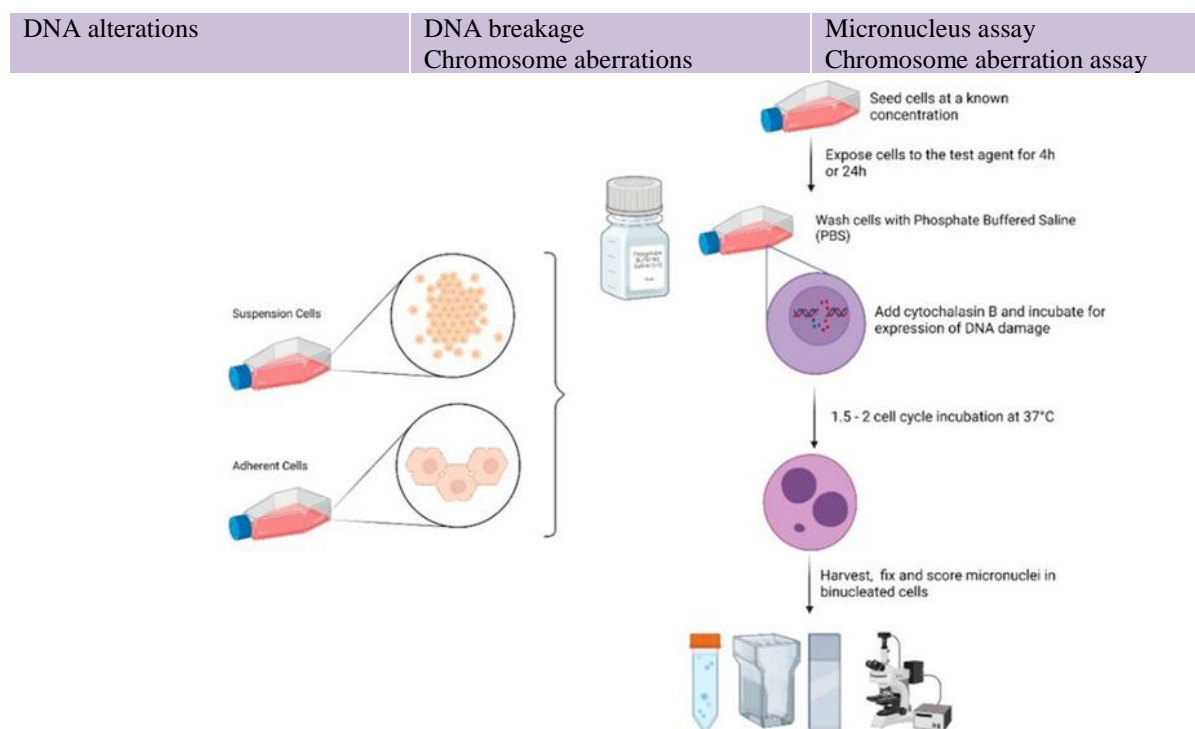 DNA alterations
DNA breakage
Chromosome aberrations
Micronucleus assay
Chromosome aberration assay
Seed cells at a known
concentration
Expose cells to the test agent for 4h
or 24h
Wash cells with Phosphate Buffered Saline
(PBS)
Phosphate
Buffered
Suspension Cells
Add cytochalasin B and incubate for
expression of DNA damage
1.5 - 2 cell cycle incubation at 37°C
Adherent Cells
Harvest, fix and score micronuclei in
binucleated cells